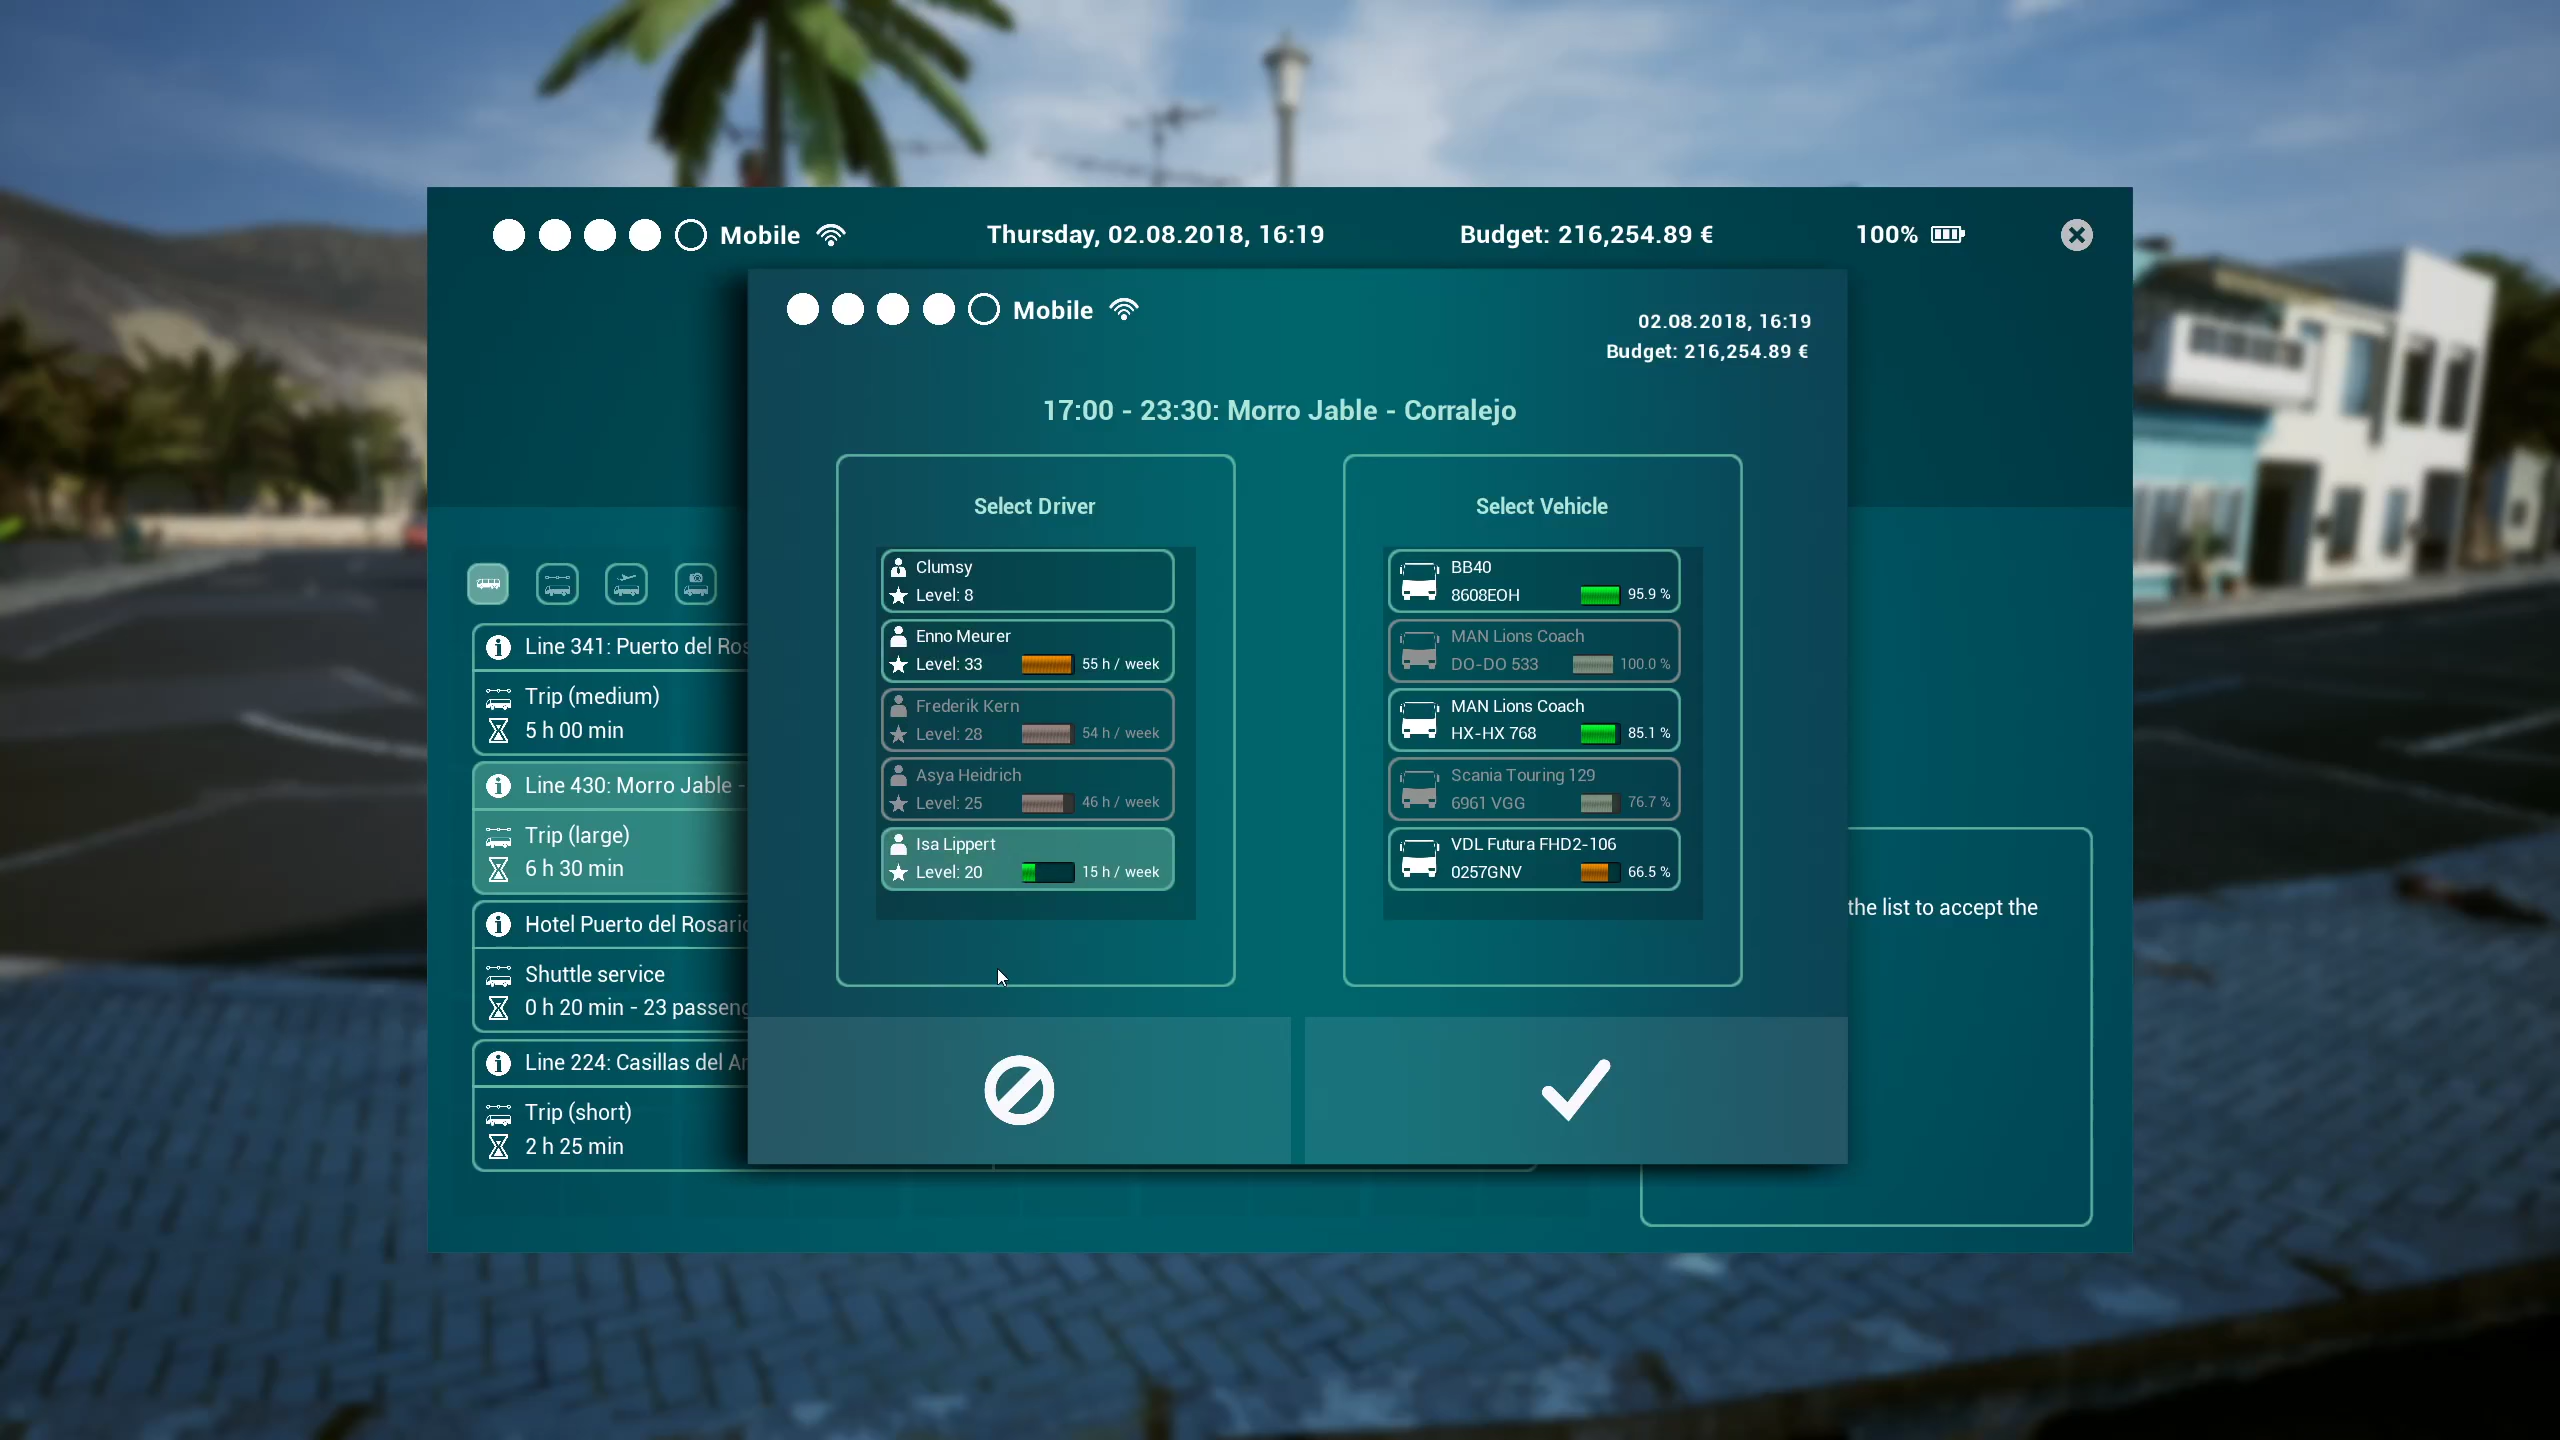 Mobile
Thursday, 02.08.2018, 16:19
Budget: 216,254.89 €
100%
Mobile
02.08.2018, 16:19
Budget: 216,254.89 €
17:00 - 23:30: Morro Jable - Corralejo
Select Driver
Clumsy
Level: 8
Enno Meurer
Level: 33
55 h / week
Frederik Kern
Level: 28
54 h / week
Asya Heidrich
Level: 25
46 h / week
Isa Lippert
Level: 20
15 h / week
Select Vehicle
BB40
8608EOH
95.9 %
MAN Lions Coach
DO-DO 533
100.0 %
MAN Lions Coach
HX-HX 768
85.1 %
Scania Touring 129
6961 VGG
76.7 %
VDL Futura FHD2-106
0257GNV
66.5 %
Line 341: Puerto del Ros
Trip (medium)
5 h 00 min
Line 430: Morro Jable -
Trip (large)
6 h 30 min
Hotel Puerto del Rosario
Shuttle service
0 h 20 min - 23 passeng
Line 224: Casillas del An
Trip (short)
2 h 25 min
the list to accept the